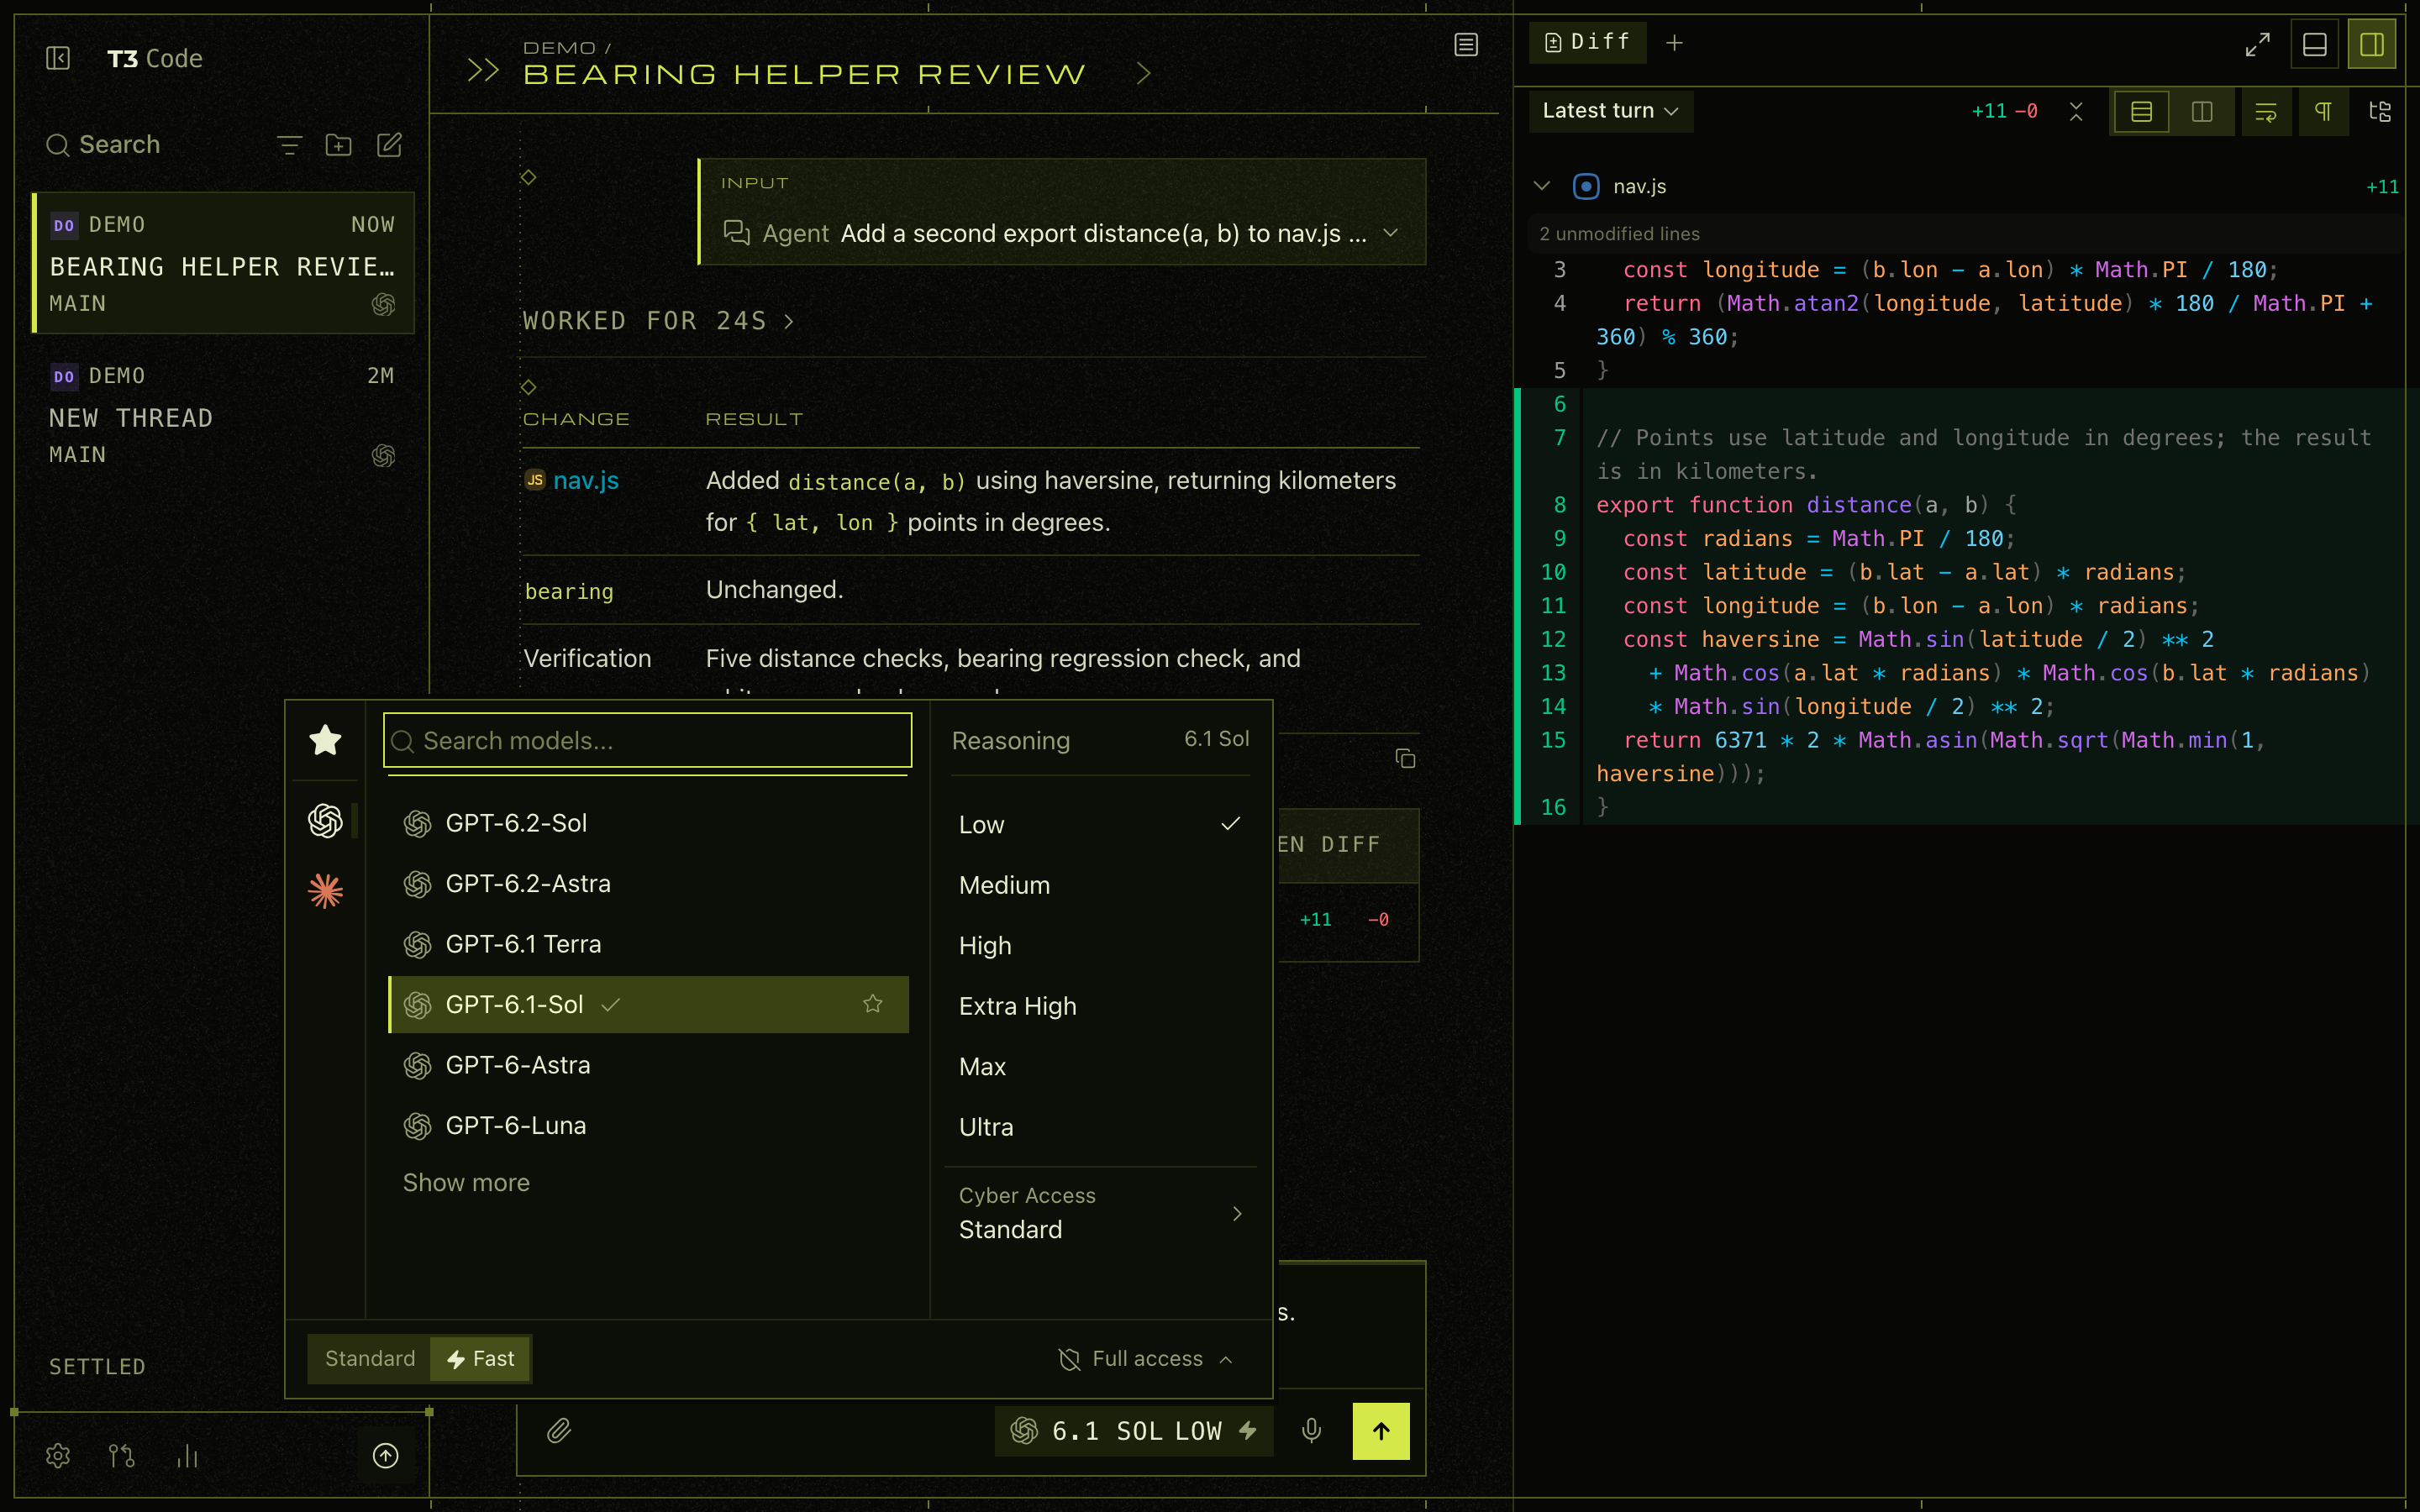 T3 Code
Search
DO DEMO NOW
BEARING HELPER REVIE…
MAIN
DO DEMO 2M
NEW THREAD
MAIN
SETTLED
DEMO /
BEARING HELPER REVIEW
INPUT
Agent Add a second export distance(a, b) to nav.js ...
WORKED FOR 24S
CHANGE RESULT
JS nav.js Added distance(a, b) using haversine, returning kilometers
for { lat, lon } points in degrees.
bearing Unchanged.
Verification Five distance checks, bearing regression check, and
EN DIFF
+11 −0
s.
Search models...
GPT-6.2-Sol
GPT-6.2-Astra
GPT-6.1 Terra
GPT-6.1-Sol
GPT-6-Astra
GPT-6-Luna
Show more
Reasoning 6.1 Sol
Low
Medium
High
Extra High
Max
Ultra
Cyber Access
Standard
Standard Fast
Full access
6.1 SOL LOW
Diff
Latest turn
+11 −0
nav.js +11
2 unmodified lines
3 const longitude = (b.lon − a.lon) * Math.PI / 180;
4 return (Math.atan2(longitude, latitude) * 180 / Math.PI +
360) % 360;
5 }
6
7 // Points use latitude and longitude in degrees; the result
is in kilometers.
8 export function distance(a, b) {
9 const radians = Math.PI / 180;
10 const latitude = (b.lat − a.lat) * radians;
11 const longitude = (b.lon − a.lon) * radians;
12 const haversine = Math.sin(latitude / 2) ** 2
13 + Math.cos(a.lat * radians) * Math.cos(b.lat * radians)
14 * Math.sin(longitude / 2) ** 2;
15 return 6371 * 2 * Math.asin(Math.sqrt(Math.min(1,
haversine)));
16 }